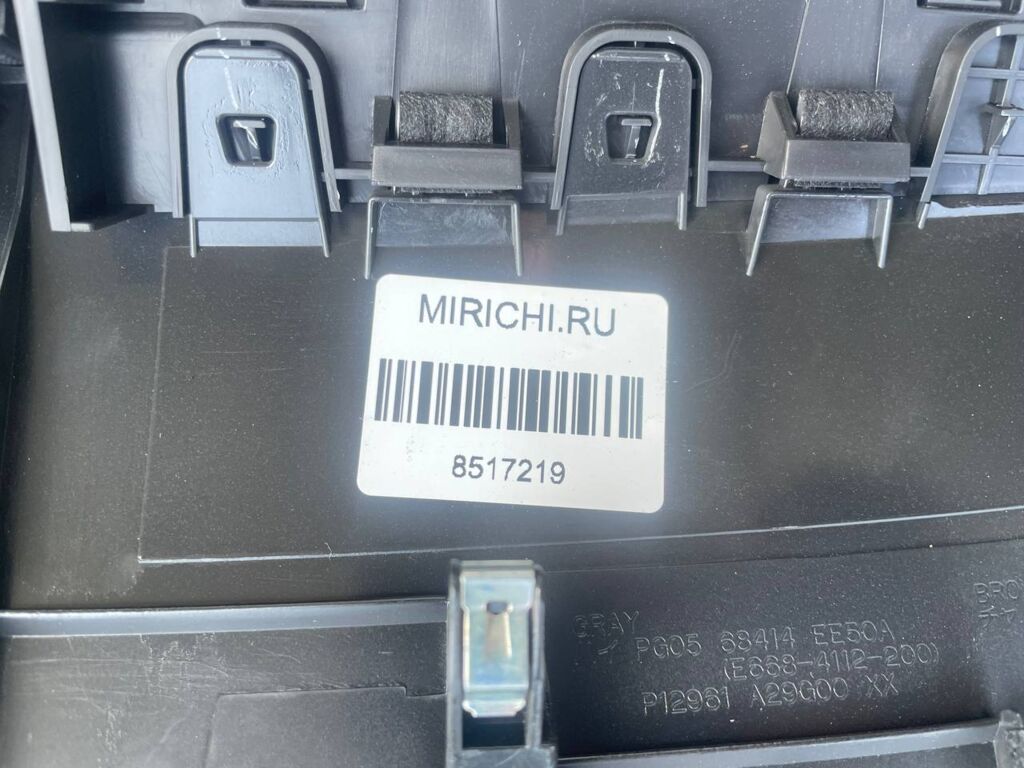 MIRICHI.RU
8517219
GRAY
PG05 68414 EE50A
(E668-4112-200)
P12961 A29G00 XX